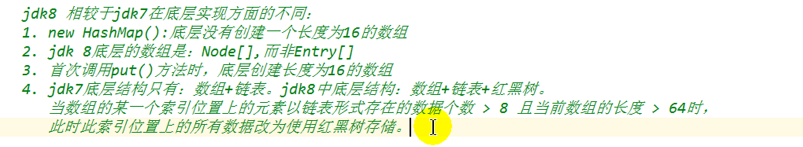 jdk8 相较于jdk7在底层实现方面的不同：
1. new HashMap():底层没有创建一个长度为16的数组
2. jdk 8底层的数组是：Node[],而非Entry[]
3. 首次调用put()方法时，底层创建长度为16的数组
4. jdk7底层结构只有：数组+链表。jdk8中底层结构：数组+链表+红黑树。
当数组的某一个索引位置上的元素以链表形式存在的数据个数 > 8 且当前数组的长度 > 64时，
此时此索引位置上的所有数据改为使用红黑树存储。